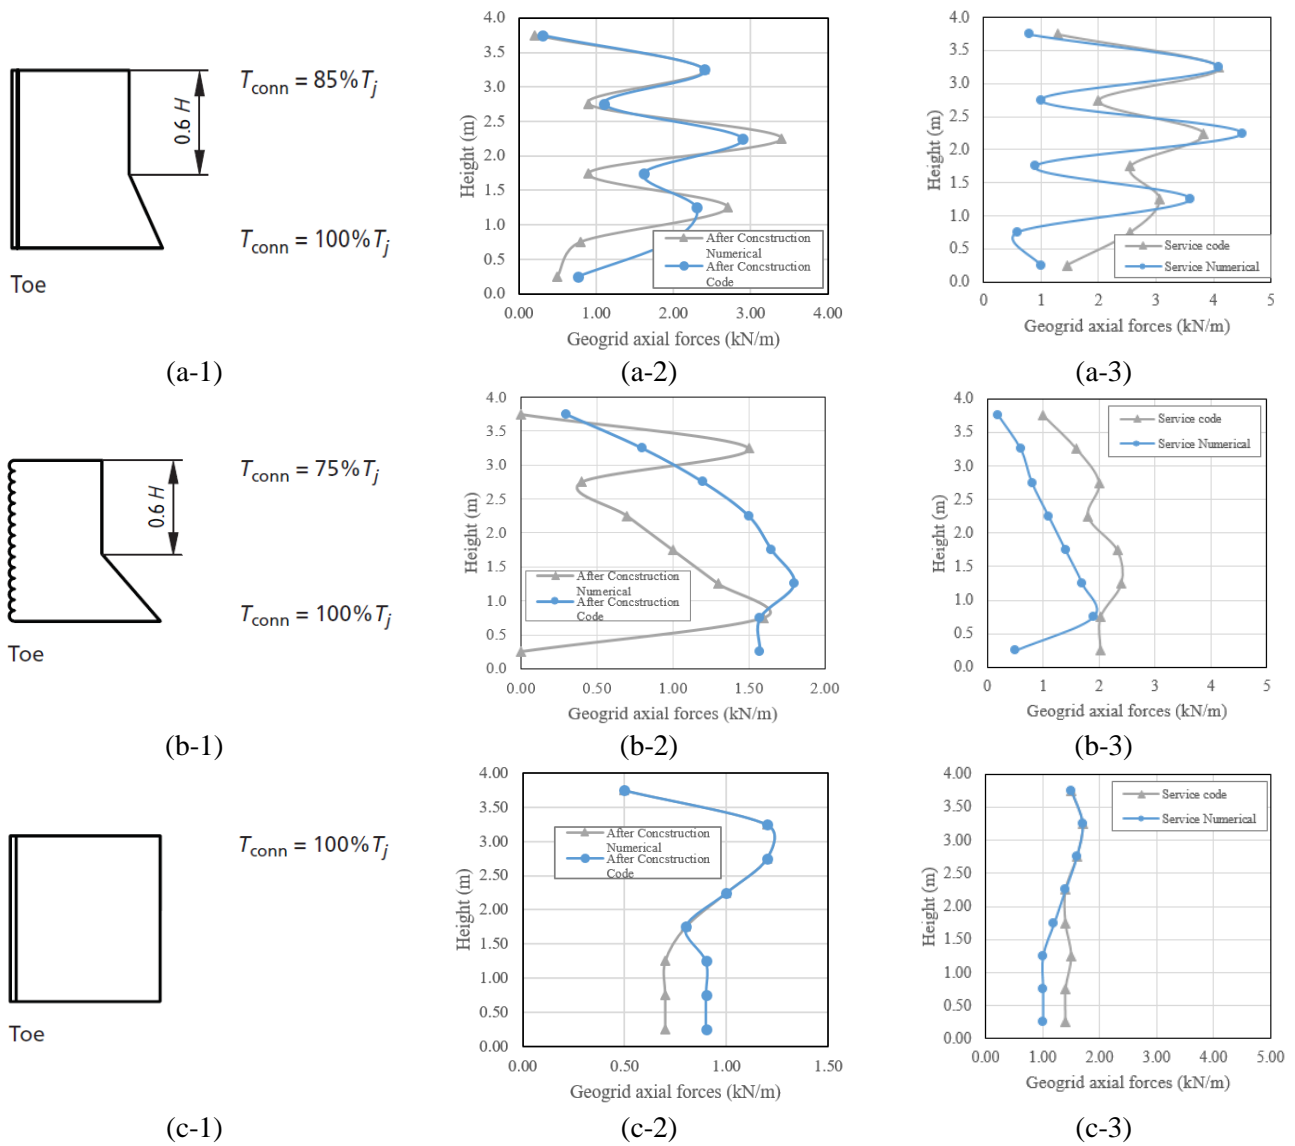 T_conn = 85%T_j
0.6 H
T_conn = 100%T_j
Toe
(a-1)
4.0
3.5
3.0
2.5
2.0
1.5
1.0
0.5
0.0
Height (m)
After Concstruction
Numerical
After Concstruction
Code
0.00 1.00 2.00 3.00 4.00
Geogrid axial forces (kN/m)
(a-2)
4.0
3.5
3.0
2.5
2.0
1.5
1.0
0.5
0.0
Height (m)
Service code
Service Numerical
0 1 2 3 4 5
Geogrid axial forces (kN/m)
(a-3)
T_conn = 75%T_j
0.6 H
T_conn = 100%T_j
Toe
(b-1)
4.0
3.5
3.0
2.5
2.0
1.5
1.0
0.5
0.0
Height (m)
After Concstruction
Numerical
After Concstruction
Code
0.00 0.50 1.00 1.50 2.00
Geogrid axial forces (kN/m)
(b-2)
4.0
3.5
3.0
2.5
2.0
1.5
1.0
0.5
0.0
Height (m)
Service code
Service Numerical
0 1 2 3 4 5
Geogrid axial forces (kN/m)
(b-3)
T_conn = 100%T_j
Toe
(c-1)
4.00
3.50
3.00
2.50
2.00
1.50
1.00
0.50
0.00
Height (m)
After Concstruction
Numerical
After Concstruction
Code
0.00 0.50 1.00 1.50
Geogrid axial forces (kN/m)
(c-2)
4.00
3.50
3.00
2.50
2.00
1.50
1.00
0.50
0.00
Height (m)
Service code
Service Numerical
0.00 1.00 2.00 3.00 4.00 5.00
Geogrid axial forces (kN/m)
(c-3)